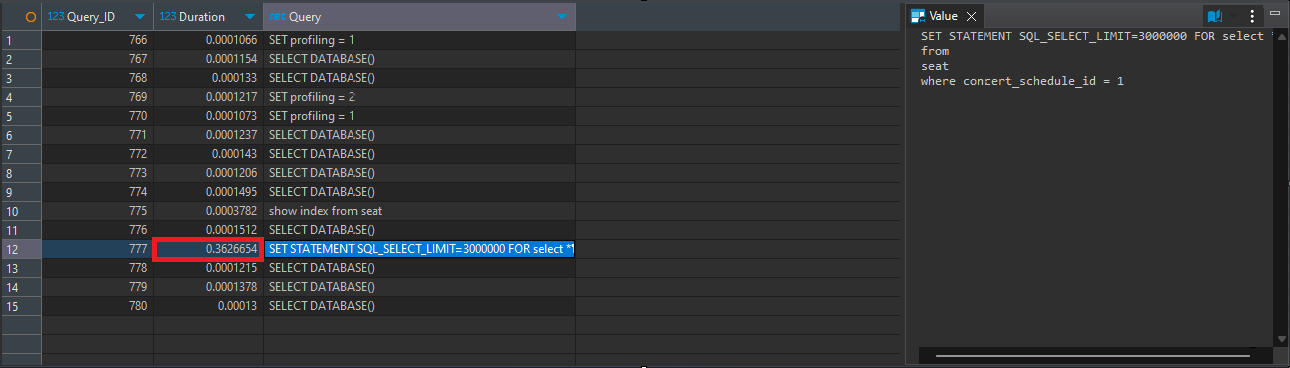 123 Query_ID 123 Duration ABC Query
1 766 0.0001066 SET profiling = 1
2 767 0.0001154 SELECT DATABASE()
3 768 0.000133 SELECT DATABASE()
4 769 0.0001217 SET profiling = 2
5 770 0.0001073 SET profiling = 1
6 771 0.0001237 SELECT DATABASE()
7 772 0.000143 SELECT DATABASE()
8 773 0.0001206 SELECT DATABASE()
9 774 0.0001495 SELECT DATABASE()
10 775 0.0003782 show index from seat
11 776 0.0001512 SELECT DATABASE()
12 777 0.3626654 SET STATEMENT SQL_SELECT_LIMIT=3000000 FOR select *
13 778 0.0001215 SELECT DATABASE()
14 779 0.0001378 SELECT DATABASE()
15 780 0.00013 SELECT DATABASE()
Value
SET STATEMENT SQL_SELECT_LIMIT=3000000 FOR select *
from
seat
where concert_schedule_id = 1